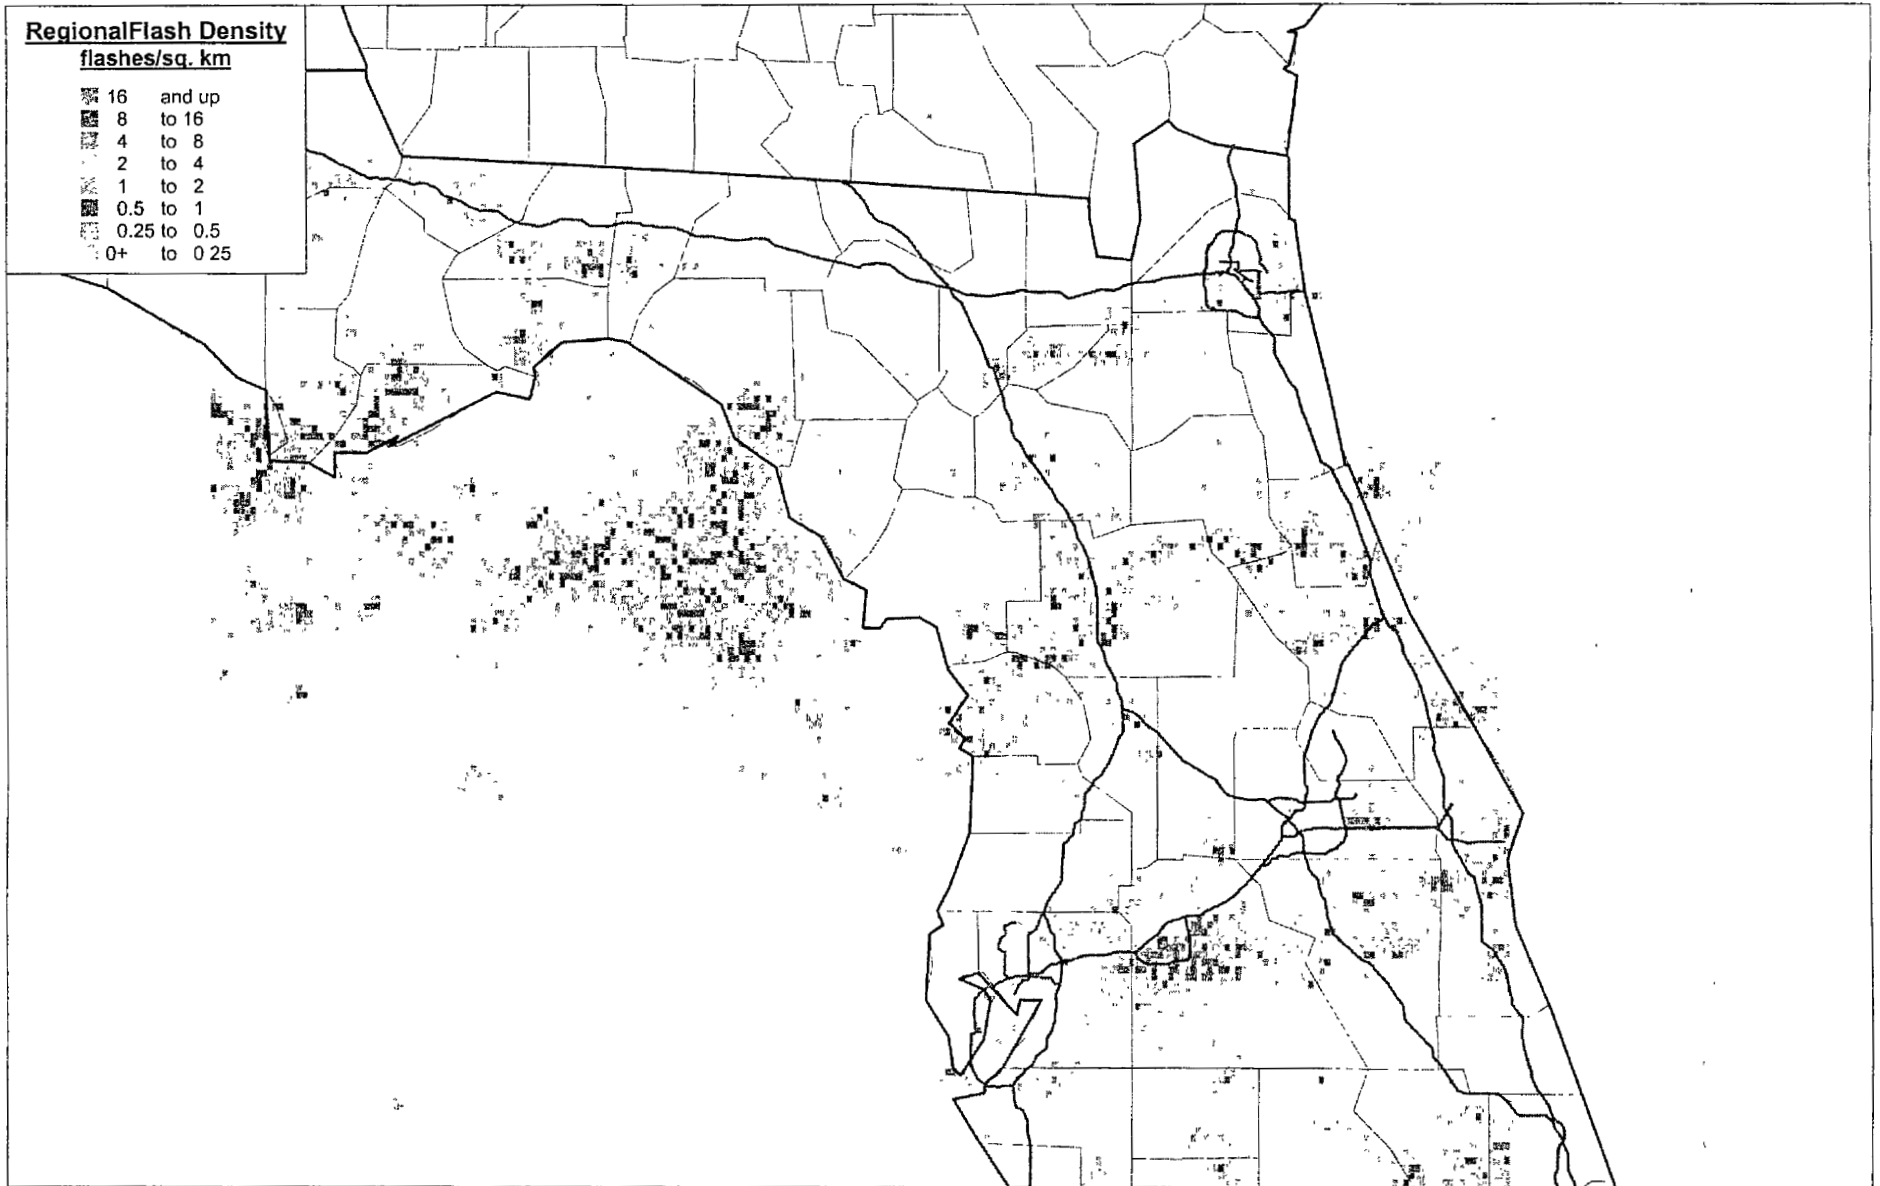 RegionalFlash Density
flashes/sq. km
16 and up
8 to 16
4 to 8
2 to 4
1 to 2
0.5 to 1
0.25 to 0.5
0+ to 0 25